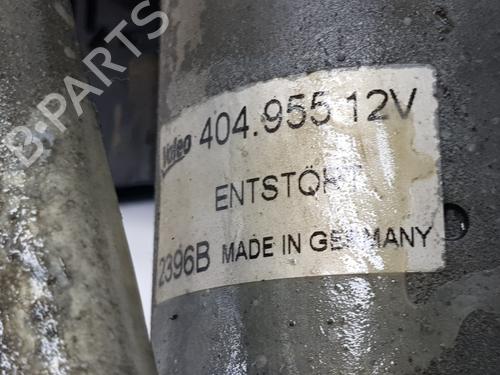 B-PARTS
Valeo 404.955 12V
ENTSTÖRT
2396B MADE IN GERMANY